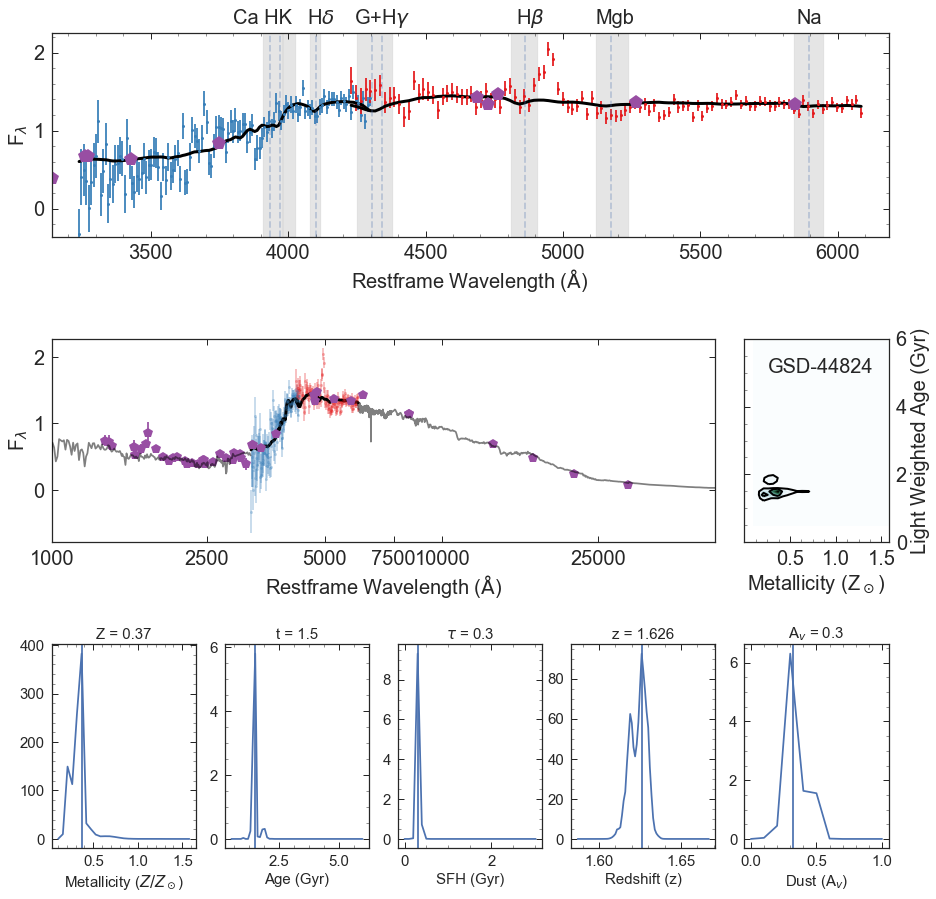 Ca HK Hδ G+Hγ Hβ Mgb Na
2
1
0
F_λ
3500 4000 4500 5000 5500 6000
Restframe Wavelength (Å)
2
1
0
F_λ
1000 2500 5000 7500 10000 25000
Restframe Wavelength (Å)
GSD-44824
6
4
2
0
Light Weighted Age (Gyr)
0.5 1.0 1.5
Metallicity (Z_⊙)
Z = 0.37
400
300
200
100
0
0.5 1.0 1.5
Metallicity (Z/Z_⊙)
t = 1.5
6
4
2
0
2.5 5.0
Age (Gyr)
τ = 0.3
8
6
4
2
0
0 2
SFH (Gyr)
z = 1.626
80
60
40
20
0
1.60 1.65
Redshift (z)
A_v = 0.3
6
4
2
0
0.0 0.5 1.0
Dust (A_v)